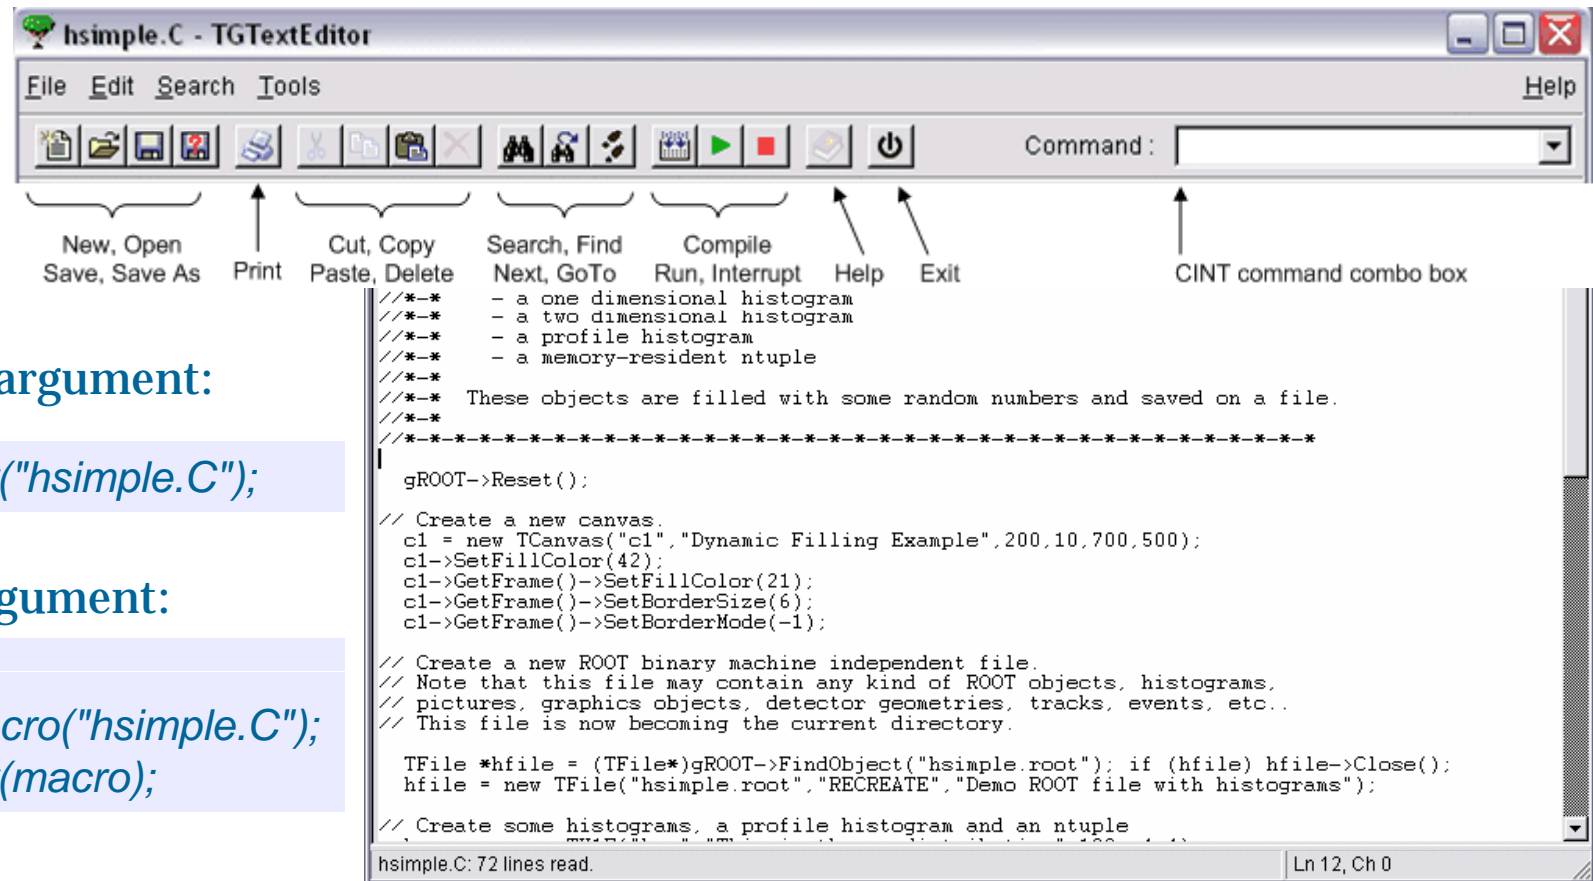 hsimple.C - TGTextEditor
File Edit Search Tools Help
Command :
New, Open
Save, Save As
Print
Cut, Copy
Paste, Delete
Search, Find
Next, GoTo
Compile
Run, Interrupt
Help
Exit
CINT command combo box
argument:
("hsimple.C");
gument:
cro("hsimple.C");
(macro);
//*-*    - a one dimensional histogram
//*-*    - a two dimensional histogram
//*-*    - a profile histogram
//*-*    - a memory-resident ntuple
//*-*
//*-*  These objects are filled with some random numbers and saved on a file.
//*-*
//*-*-*-*-*-*-*-*-*-*-*-*-*-*-*-*-*-*-*-*-*-*-*-*-*-*-*-*-*-*-*-*-*-*-*-*-*
gROOT->Reset();
// Create a new canvas.
c1 = new TCanvas("c1","Dynamic Filling Example",200,10,700,500);
c1->SetFillColor(42);
c1->GetFrame()->SetFillColor(21);
c1->GetFrame()->SetBorderSize(6);
c1->GetFrame()->SetBorderMode(-1);
// Create a new ROOT binary machine independent file.
// Note that this file may contain any kind of ROOT objects, histograms,
// pictures, graphics objects, detector geometries, tracks, events, etc..
// This file is now becoming the current directory.
TFile *hfile = (TFile*)gROOT->FindObject("hsimple.root"); if (hfile) hfile->Close();
hfile = new TFile("hsimple.root","RECREATE","Demo ROOT file with histograms");
// Create some histograms, a profile histogram and an ntuple
hsimple.C: 72 lines read.
Ln 12, Ch 0